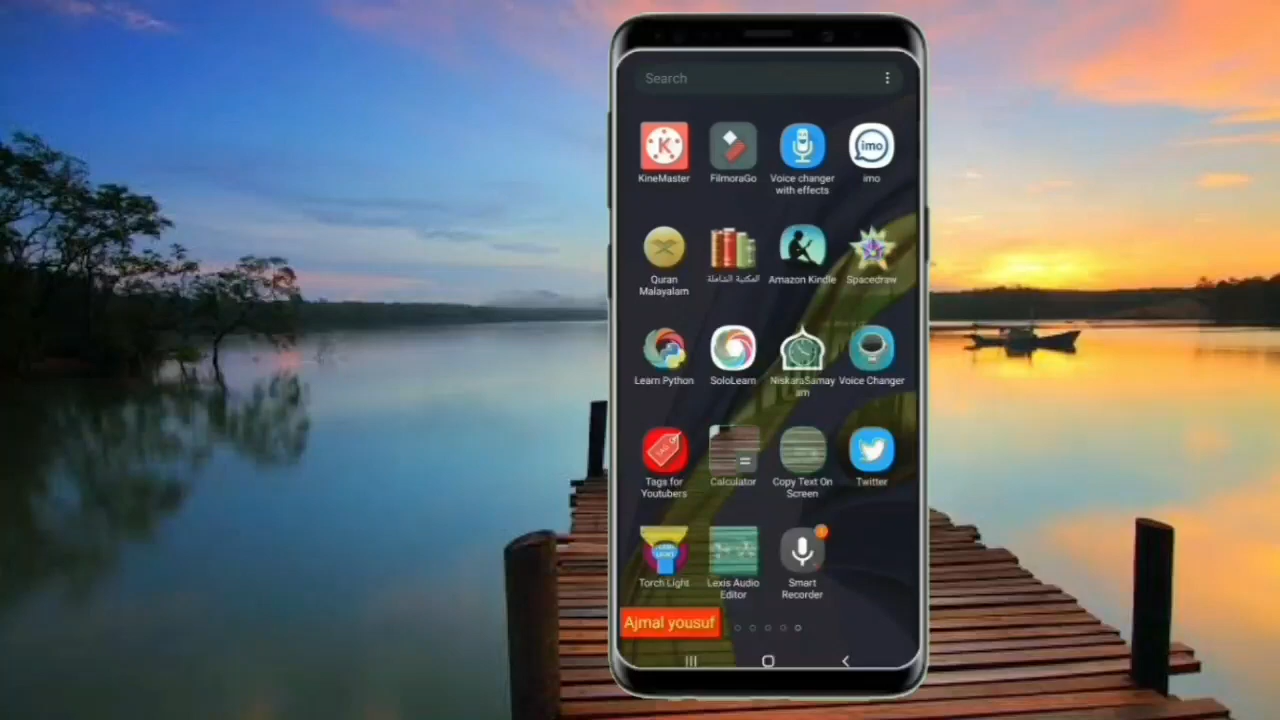 Search
KineMaster
FilmoraGo
Voice changer
with effects
imo
imo
Quran
Malayalam
المكتبة الشاملة
Amazon Kindle
Spacedraw
Learn Python
SoloLearn
NiskaraSamay
am
Voice Changer
TAG
Tags for
Youtubers
Calculator
Copy Text On
Screen
Twitter
Torch Light
Lexis Audio
Editor
Smart
Recorder
Ajmal yousuf